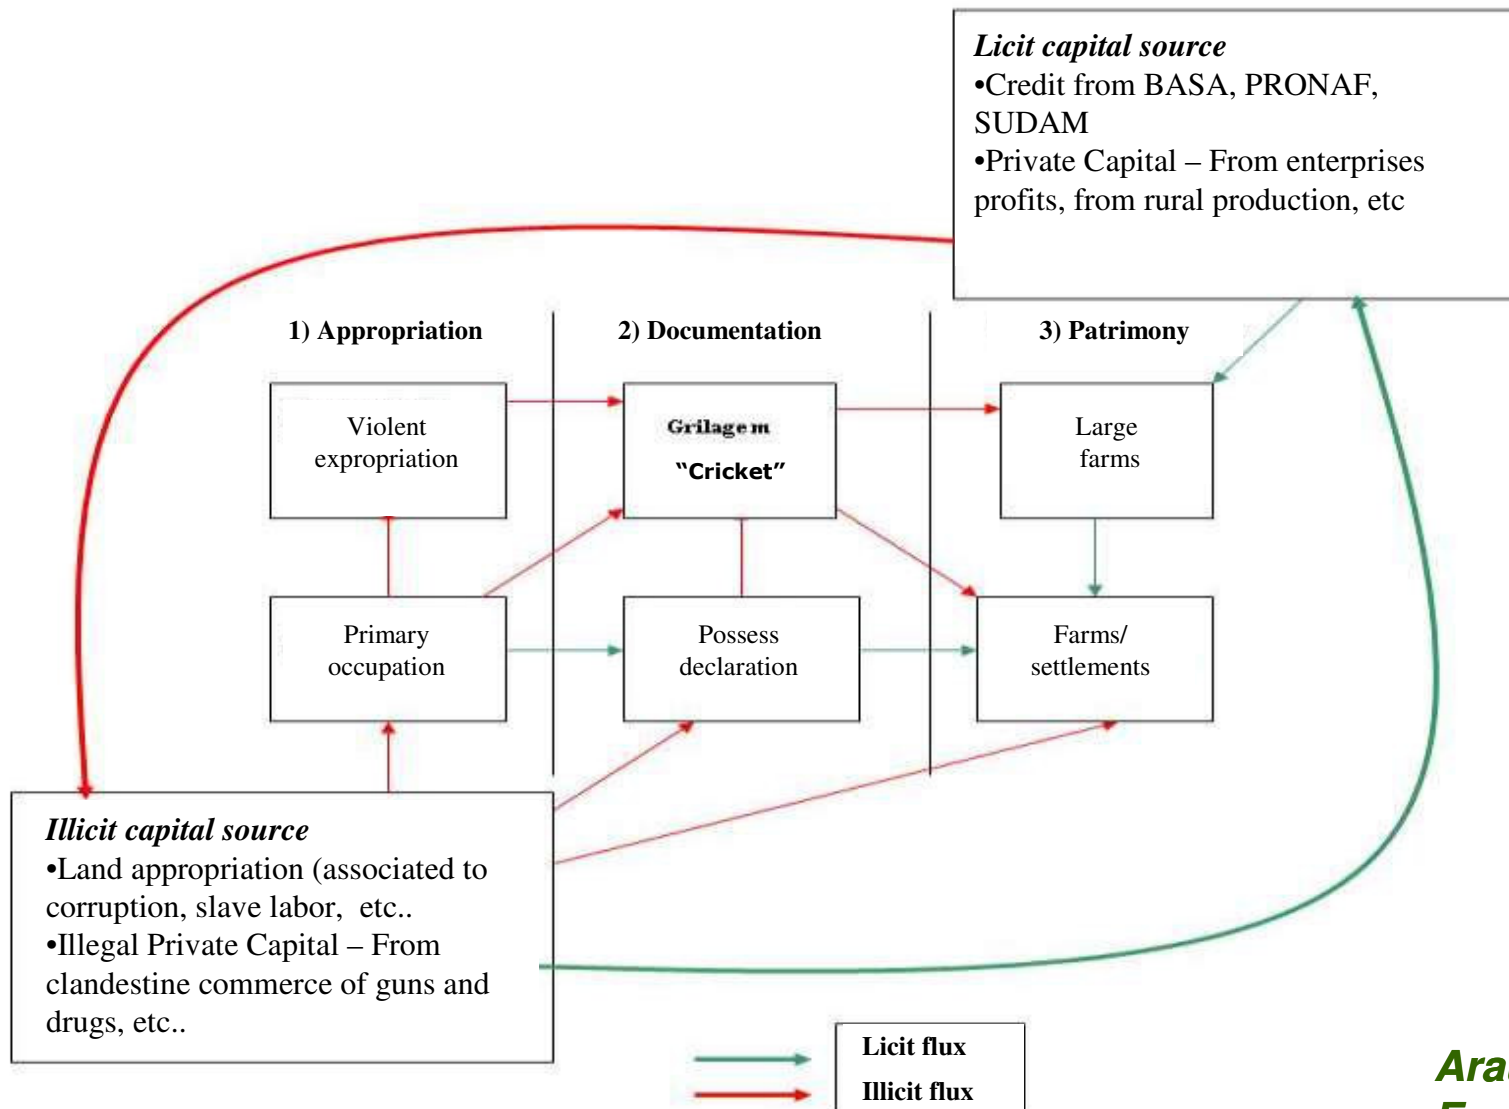 Licit capital source
•Credit from BASA, PRONAF,
SUDAM
•Private Capital – From enterprises
profits, from rural production, etc
1) Appropriation
2) Documentation
3) Patrimony
Violent
expropriation
Grilagem
“Cricket”
Large
farms
Primary
occupation
Possess
declaration
Farms/
settlements
Illicit capital source
•Land appropriation (associated to
corruption, slave labor, etc..
•Illegal Private Capital – From
clandestine commerce of guns and
drugs, etc..
Licit flux
Illicit flux